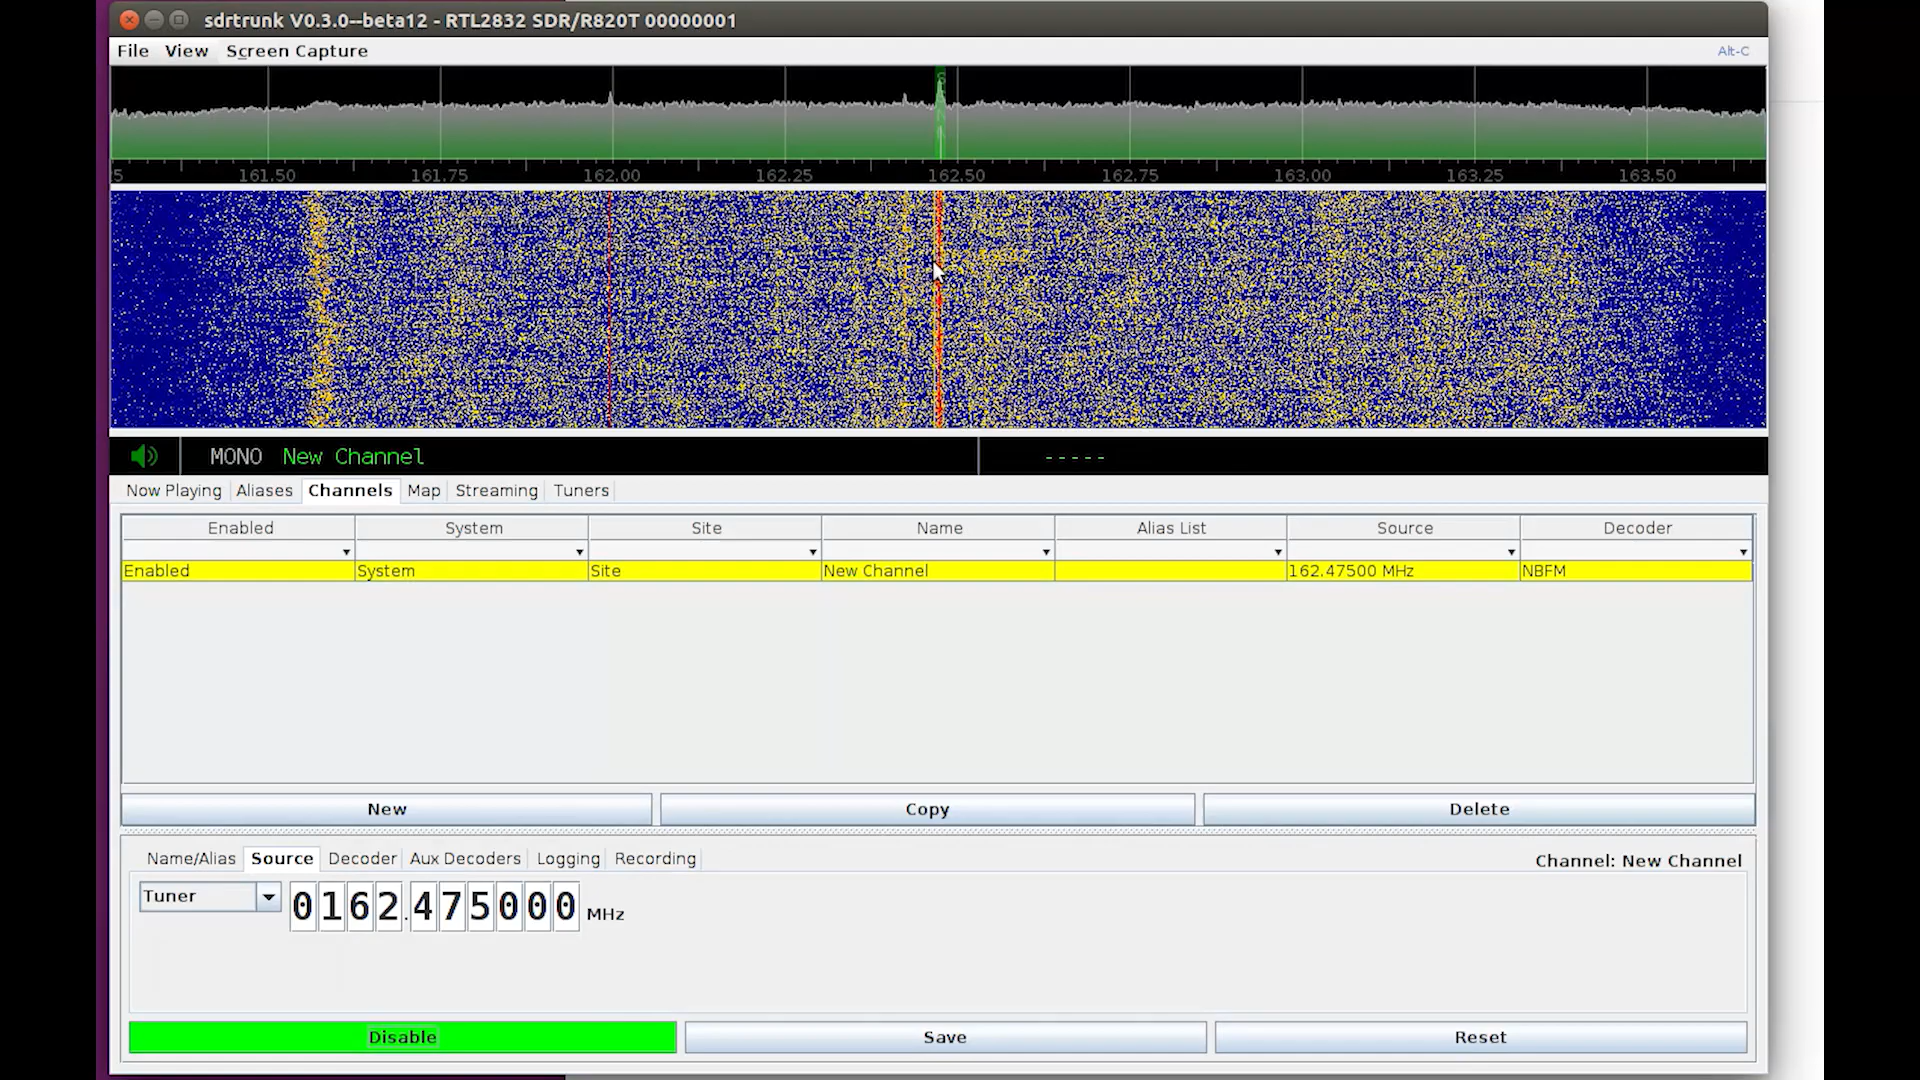 sdrtrunk V0.3.0--beta12 - RTL2832 SDR/R820T 00000001
File View Screen Capture Alt-C
S
5 161.50 161.75 162.00 162.25 162.50 162.75 163.00 163.25 163.50
MONO New Channel -----
Now Playing Aliases Channels Map Streaming Tuners
Enabled System Site Name Alias List Source Decoder
Enabled System Site New Channel 162.47500 MHz NBFM
New Copy Delete
Name/Alias Source Decoder Aux Decoders Logging Recording Channel: New Channel
Tuner 0162.475000 MHz
Disable Save Reset